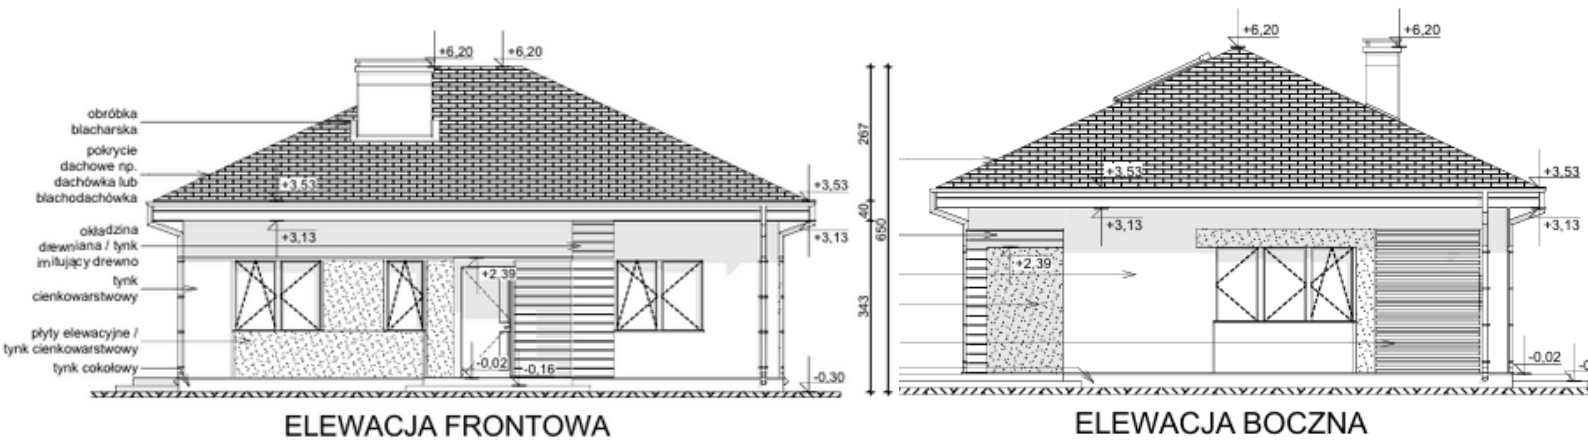 +6,20
+6,20
obróbka
blacharska
pokrycie
dachowe np.
dachówka lub
blachodachówka
+3,53
+3,53
okładzina
drewniana / tynk
imitujący drewno
+3,13
+3,13
tynk
cienkowarstwowy
+2,39
płyty elewacyjne /
tynk cienkowarstwowy
tynk cokołowy
-0,02
-0,16
-0,30
267
40
343
650
ELEWACJA FRONTOWA
+6,20
+6,20
+3,53
+3,53
+3,13
+3,13
+2,39
-0,02
ELEWACJA BOCZNA